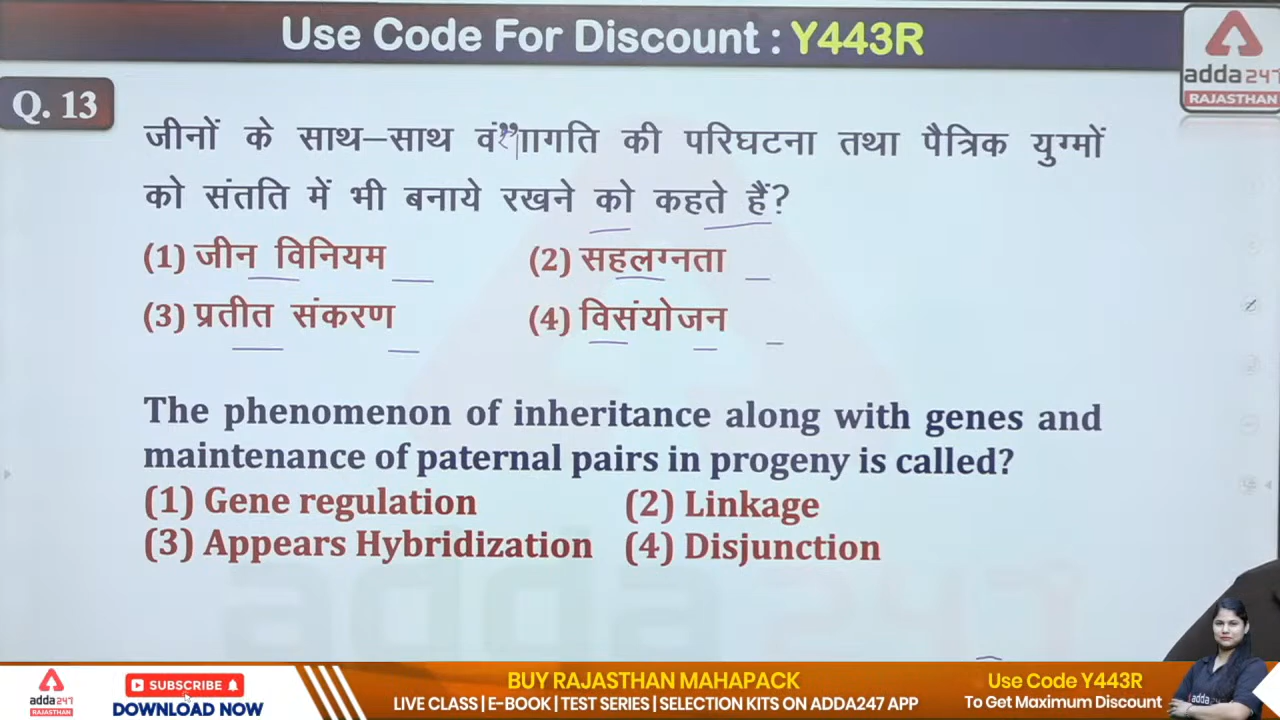 Use Code For Discount : Y443R
adda247
RAJASTHAN
Q. 13
जीनों के साथ–साथ वंशागति की परिघटना तथा पैत्रिक युग्मों
को संतति में भी बनाये रखने को कहते हैं?
(1) जीन विनियम (2) सहलग्नता
(3) प्रतीत संकरण (4) विसंयोजन
The phenomenon of inheritance along with genes and
maintenance of paternal pairs in progeny is called?
(1) Gene regulation (2) Linkage
(3) Appears Hybridization (4) Disjunction
adda247
adda247
RAJASTHAN
SUBSCRIBE
DOWNLOAD NOW
BUY RAJASTHAN MAHAPACK
LIVE CLASS | E-BOOK | TEST SERIES | SELECTION KITS ON ADDA247 APP
Use Code Y443R
To Get Maximum Discount